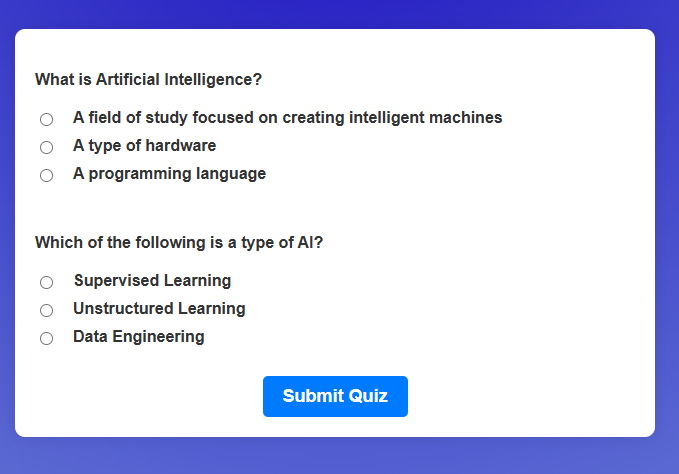 What is Artificial Intelligence?
A field of study focused on creating intelligent machines
A type of hardware
A programming language
Which of the following is a type of AI?
Supervised Learning
Unstructured Learning
Data Engineering
Submit Quiz